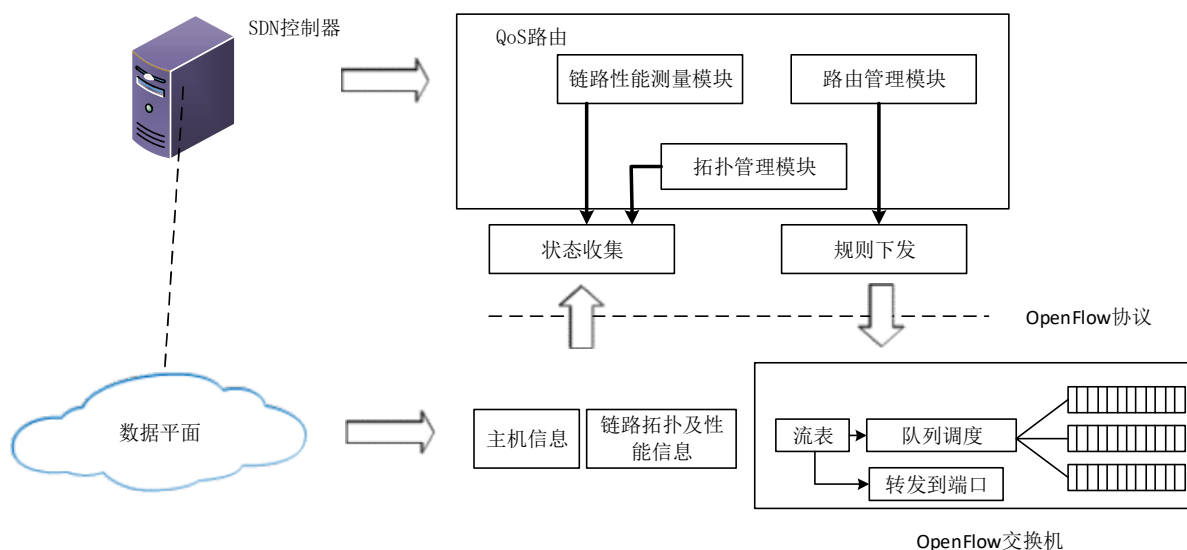 SDN控制器
QoS路由
链路性能测量模块
路由管理模块
拓扑管理模块
状态收集
规则下发
OpenFlow协议
数据平面
主机信息
链路拓扑及性
能信息
流表
队列调度
转发到端口
OpenFlow交换机